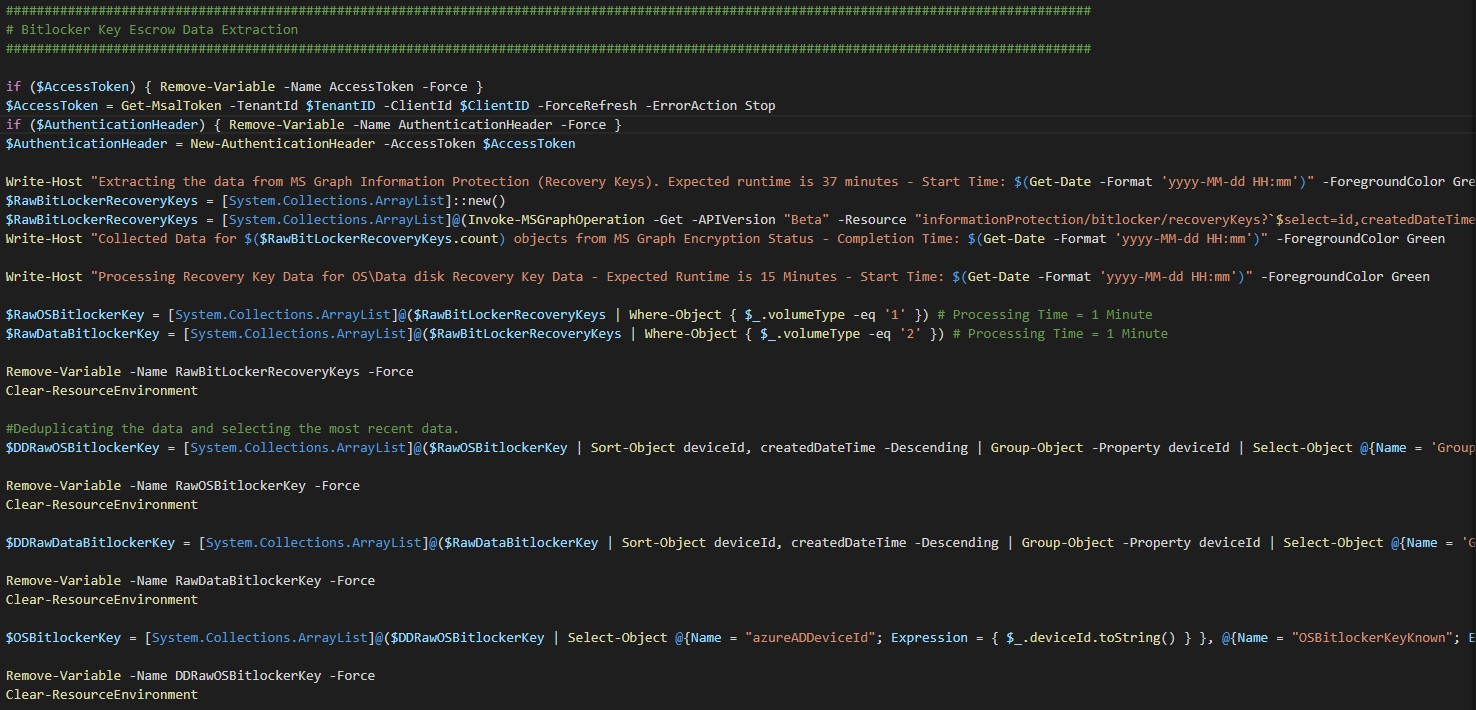 #############################################################################################################################################
# Bitlocker Key Escrow Data Extraction
#############################################################################################################################################
if ($AccessToken) { Remove-Variable -Name AccessToken -Force }
$AccessToken = Get-MsalToken -TenantId $TenantID -ClientId $ClientID -ForceRefresh -ErrorAction Stop
if ($AuthenticationHeader) { Remove-Variable -Name AuthenticationHeader -Force }
$AuthenticationHeader = New-AuthenticationHeader -AccessToken $AccessToken
Write-Host "Extracting the data from MS Graph Information Protection (Recovery Keys). Expected runtime is 37 minutes - Start Time: $(Get-Date -Format 'yyyy-MM-dd HH:mm')" -ForegroundColor Gre
$RawBitLockerRecoveryKeys = [System.Collections.ArrayList]::new()
$RawBitLockerRecoveryKeys = [System.Collections.ArrayList]@(Invoke-MSGraphOperation -Get -APIVersion "Beta" -Resource "informationProtection/bitlocker/recoveryKeys?`$select=id,createdDateTime
Write-Host "Collected Data for $($RawBitLockerRecoveryKeys.count) objects from MS Graph Encryption Status - Completion Time: $(Get-Date -Format 'yyyy-MM-dd HH:mm')" -ForegroundColor Green
Write-Host "Processing Recovery Key Data for OS\Data disk Recovery Key Data - Expected Runtime is 15 Minutes - Start Time: $(Get-Date -Format 'yyyy-MM-dd HH:mm')" -ForegroundColor Green
$RawOSBitlockerKey = [System.Collections.ArrayList]@($RawBitLockerRecoveryKeys | Where-Object { $_.volumeType -eq '1' }) # Processing Time = 1 Minute
$RawDataBitlockerKey = [System.Collections.ArrayList]@($RawBitLockerRecoveryKeys | Where-Object { $_.volumeType -eq '2' }) # Processing Time = 1 Minute
Remove-Variable -Name RawBitLockerRecoveryKeys -Force
Clear-ResourceEnvironment
#Deduplicating the data and selecting the most recent data.
$DDRawOSBitlockerKey = [System.Collections.ArrayList]@($RawOSBitlockerKey | Sort-Object deviceId, createdDateTime -Descending | Group-Object -Property deviceId | Select-Object @{Name = 'Group
Remove-Variable -Name RawOSBitlockerKey -Force
Clear-ResourceEnvironment
$DDRawDataBitlockerKey = [System.Collections.ArrayList]@($RawDataBitlockerKey | Sort-Object deviceId, createdDateTime -Descending | Group-Object -Property deviceId | Select-Object @{Name = 'G
Remove-Variable -Name RawDataBitlockerKey -Force
Clear-ResourceEnvironment
$OSBitlockerKey = [System.Collections.ArrayList]@($DDRawOSBitlockerKey | Select-Object @{Name = "azureADDeviceId"; Expression = { $_.deviceId.toString() } }, @{Name = "OSBitlockerKeyKnown"; E
Remove-Variable -Name DDRawOSBitlockerKey -Force
Clear-ResourceEnvironment